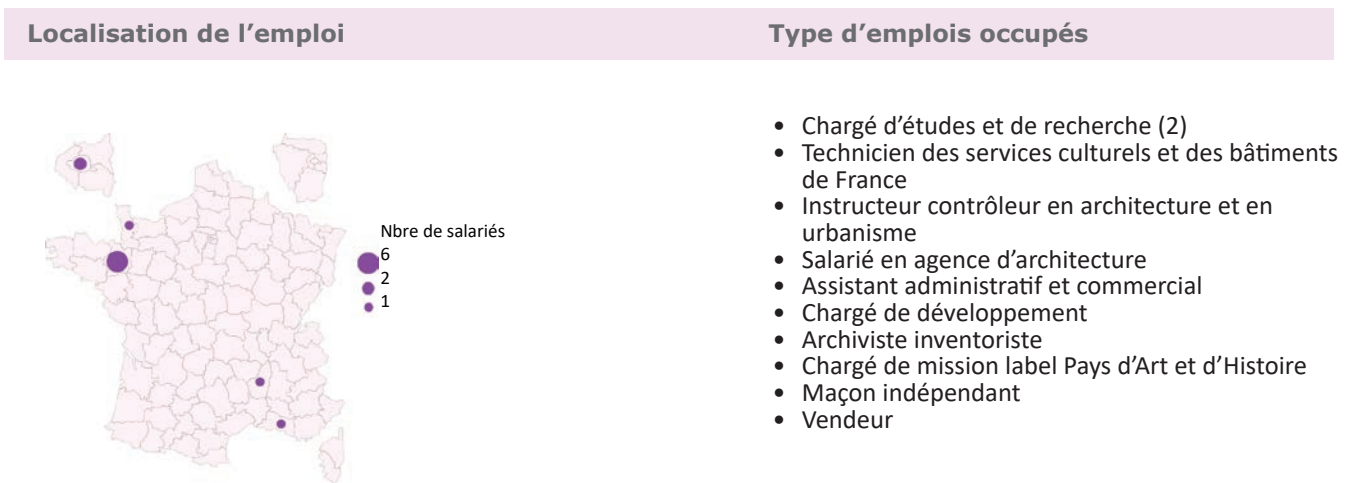 Localisation de l’emploi
Type d’emplois occupés
Nbre de salariés
6
2
1
• Chargé d’études et de recherche (2)
• Technicien des services culturels et des bâtiments
de France
• Instructeur contrôleur en architecture et en
urbanisme
• Salarié en agence d’architecture
• Assistant administratif et commercial
• Chargé de développement
• Archiviste inventoriste
• Chargé de mission label Pays d’Art et d’Histoire
• Maçon indépendant
• Vendeur